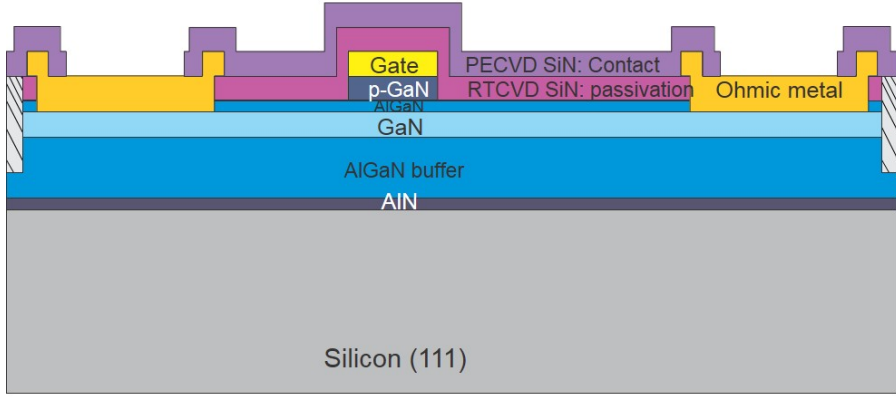 Gate
PECVD SiN: Contact
p-GaN
RTCVD SiN: passivation
Ohmic metal
AlGaN
GaN
AlGaN buffer
AlN
Silicon (111)